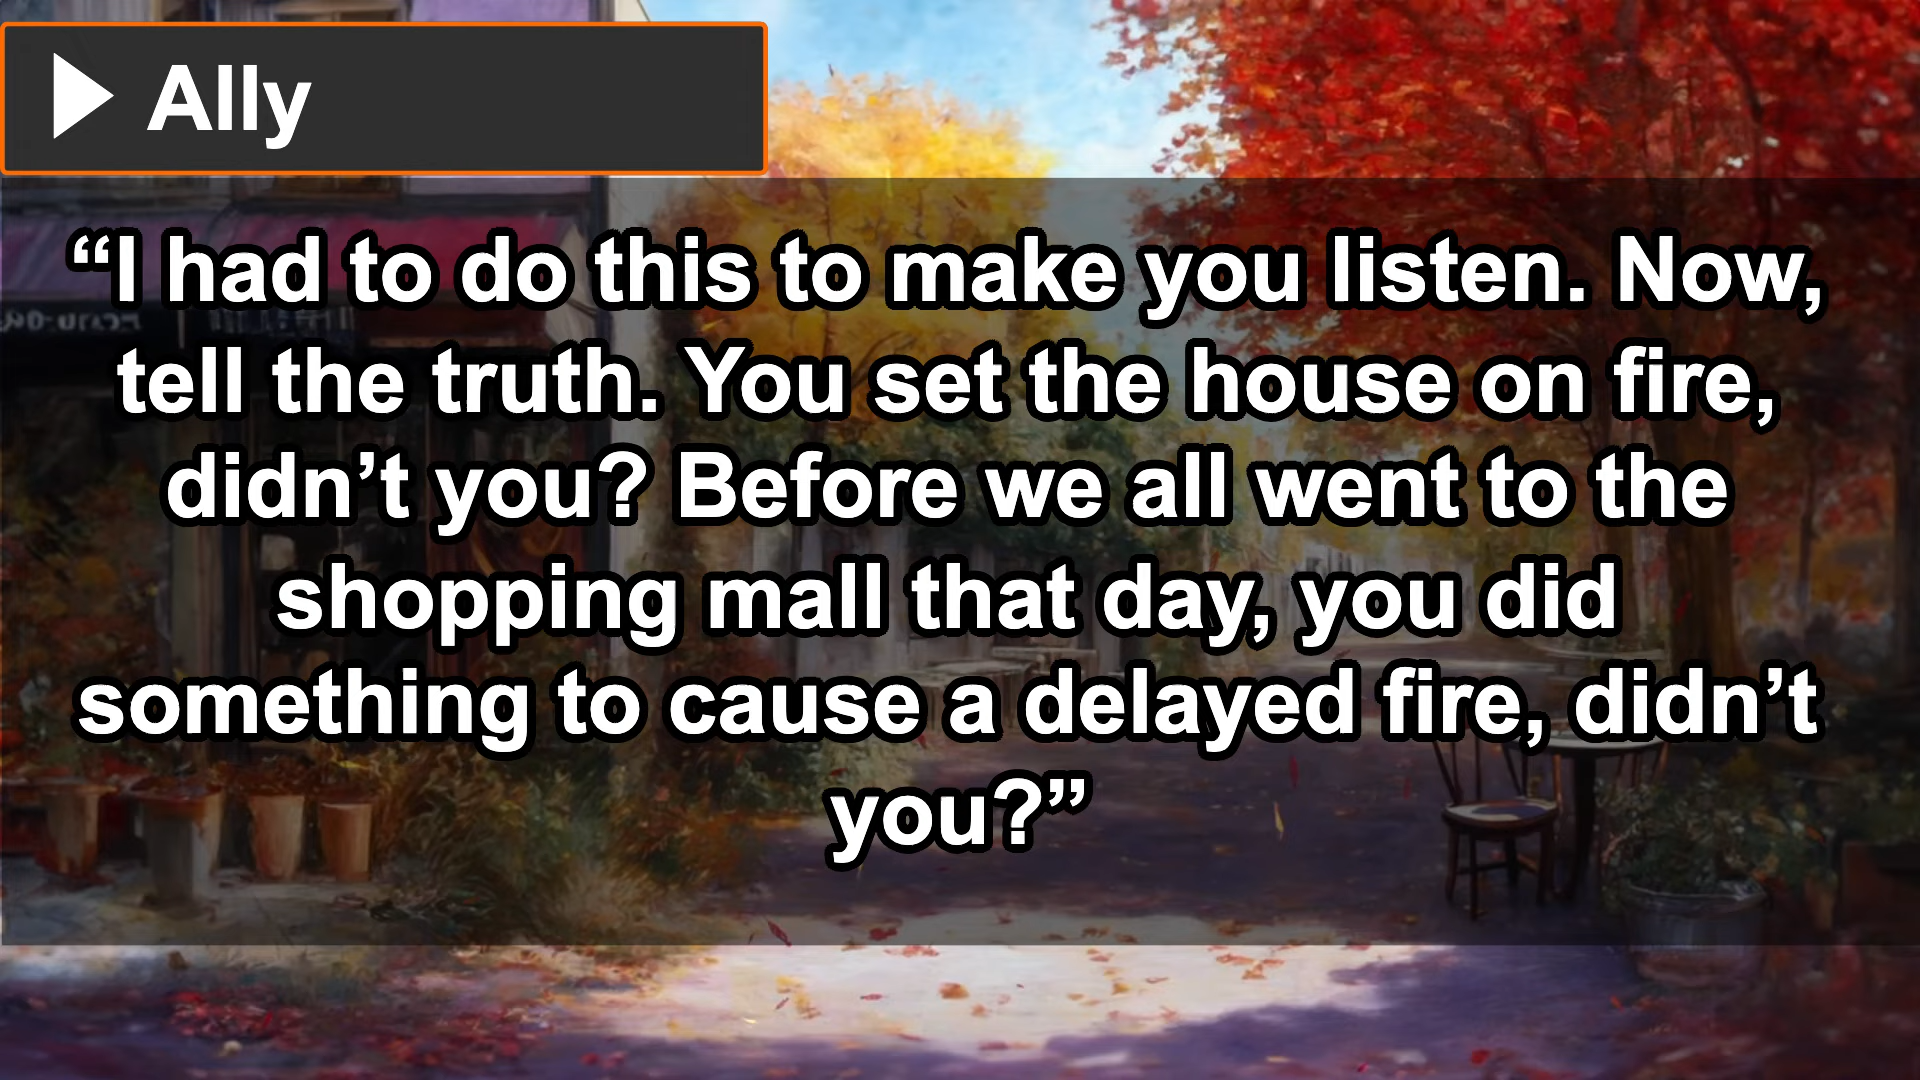 Ally
“I had to do this to make you listen. Now,
tell the truth. You set the house on fire,
didn’t you? Before we all went to the
shopping mall that day, you did
something to cause a delayed fire, didn’t
you?”